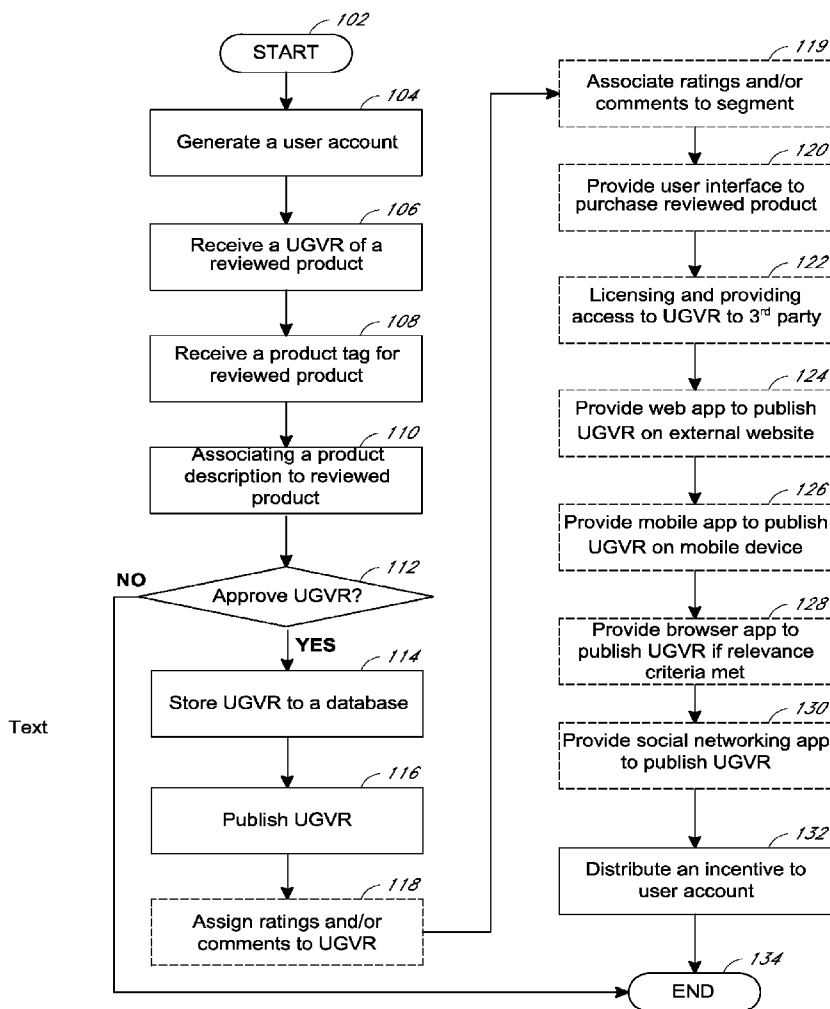 102
START
104
Generate a user account
106
Receive a UGVR of a
reviewed product
108
Receive a product tag for
reviewed product
110
Associating a product
description to reviewed
product
112
NO
Approve UGVR?
YES
114
Store UGVR to a database
Text
116
Publish UGVR
118
Assign ratings and/or
comments to UGVR
119
Associate ratings and/or
comments to segment
120
Provide user interface to
purchase reviewed product
122
Licensing and providing
access to UGVR to 3rd party
124
Provide web app to publish
UGVR on external website
126
Provide mobile app to publish
UGVR on mobile device
128
Provide browser app to
publish UGVR if relevance
criteria met
130
Provide social networking app
to publish UGVR
132
Distribute an incentive to
user account
134
END